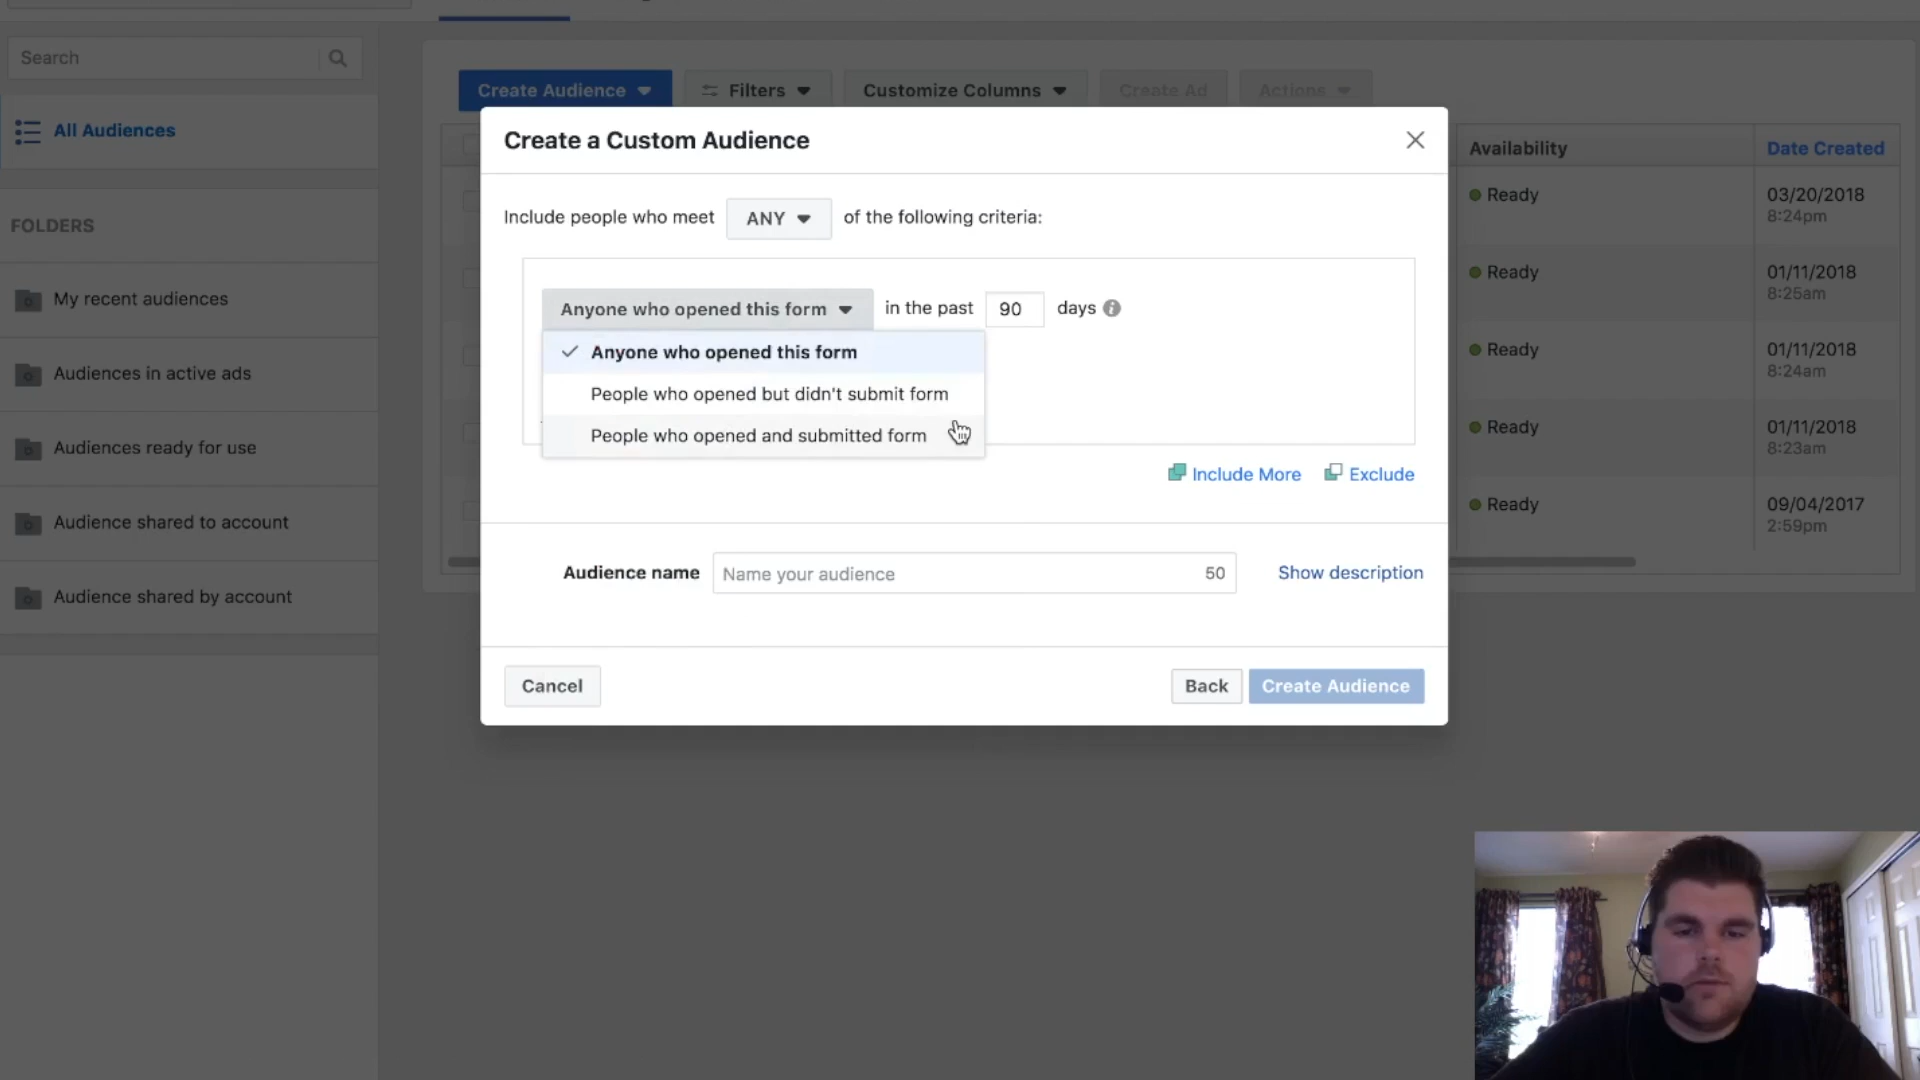 Search
All Audiences
FOLDERS
My recent audiences
Audiences in active ads
Audiences ready for use
Audience shared to account
Audience shared by account
Create Audience
Filters
Customize Columns
Create Ad
Actions
Create a Custom Audience
Include people who meet ANY of the following criteria:
Anyone who opened this form in the past 90 days
Anyone who opened this form
People who opened but didn't submit form
People who opened and submitted form
Include More
Exclude
Audience name
Name your audience
50
Show description
Cancel
Back
Create Audience
Availability
Date Created
Ready
03/20/2018
8:24pm
Ready
01/11/2018
8:25am
Ready
01/11/2018
8:24am
Ready
01/11/2018
8:23am
Ready
09/04/2017
2:59pm